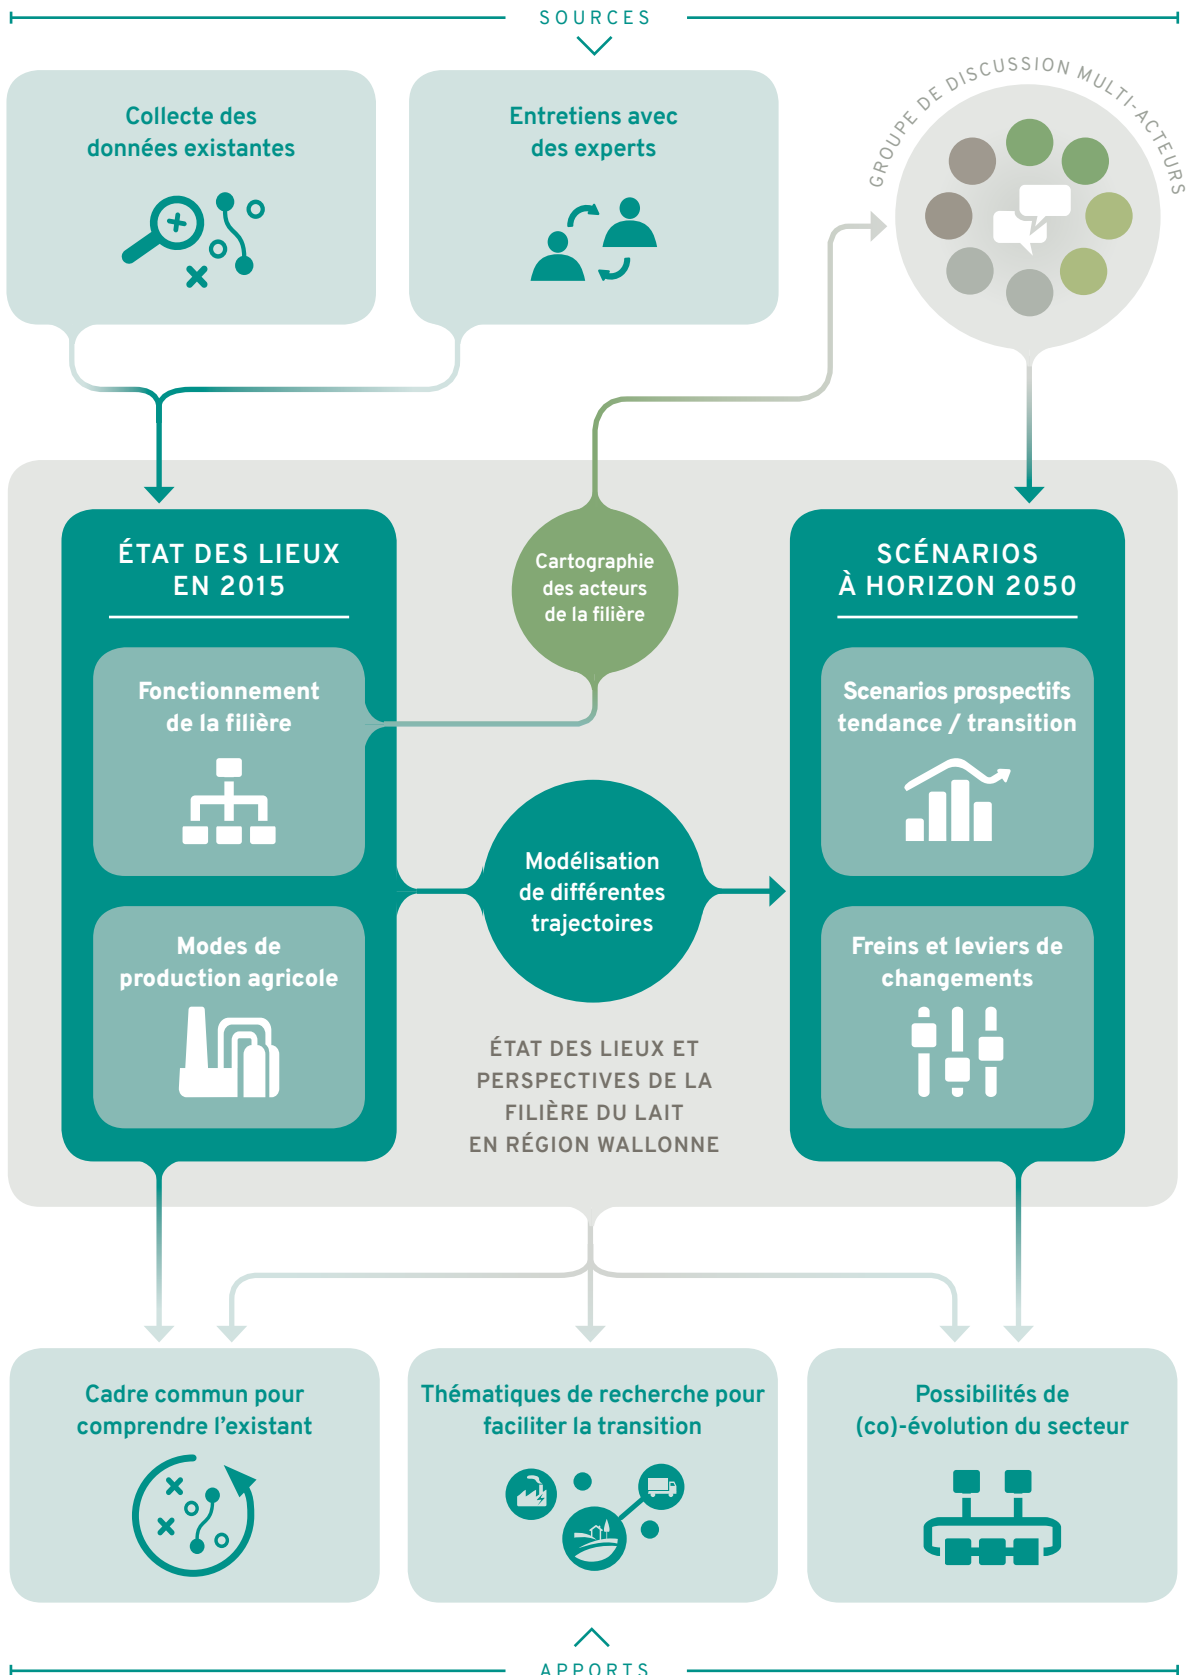 SOURCES
Collecte des
données existantes
Entretiens avec
des experts
GROUPE DE DISCUSSION MULTI-ACTEURS
ÉTAT DES LIEUX
EN 2015
Fonctionnement
de la filière
Modes de
production agricole
Cartographie
des acteurs
de la filière
Modélisation
de différentes
trajectoires
ÉTAT DES LIEUX ET
PERSPECTIVES DE LA
FILIÈRE DU LAIT
EN RÉGION WALLONNE
SCÉNARIOS
À HORIZON 2050
Scenarios prospectifs
tendance / transition
Freins et leviers de
changements
Cadre commun pour
comprendre l'existant
Thématiques de recherche pour
faciliter la transition
Possibilités de
(co)-évolution du secteur
APPORTS